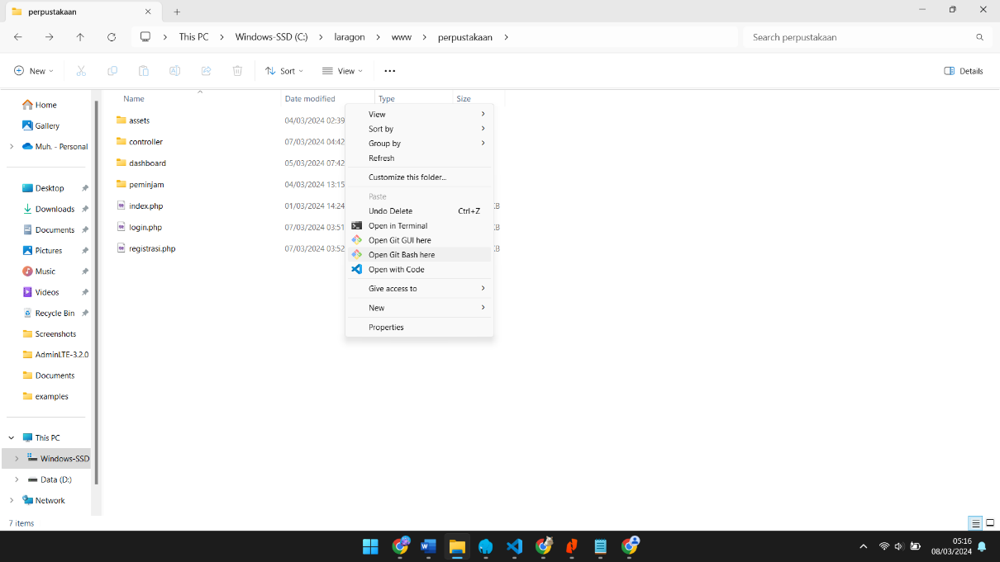 perpustakaan
This PC
Windows-SSD (C:)
laragon
www
perpustakaan
Search perpustakaan
New
Sort
View
Details
Home
Gallery
Muh. - Personal
Desktop
Downloads
Documents
Pictures
Music
Videos
Recycle Bin
Screenshots
AdminLTE-3.2.0
Documents
examples
This PC
Windows-SSD
Data (D:)
Network
Name
Date modified
Type
Size
assets
04/03/2024 02:39
controller
07/03/2024 04:42
dashboard
05/03/2024 07:42
peminjam
04/03/2024 13:15
index.php
01/03/2024 14:24
login.php
07/03/2024 03:51
registrasi.php
07/03/2024 03:52
View
Sort by
Group by
Refresh
Customize this folder...
Paste
Undo Delete Ctrl+Z
Open in Terminal
Open Git GUI here
Open Git Bash here
Open with Code
Give access to
New
Properties
7 items
05:16
08/03/2024